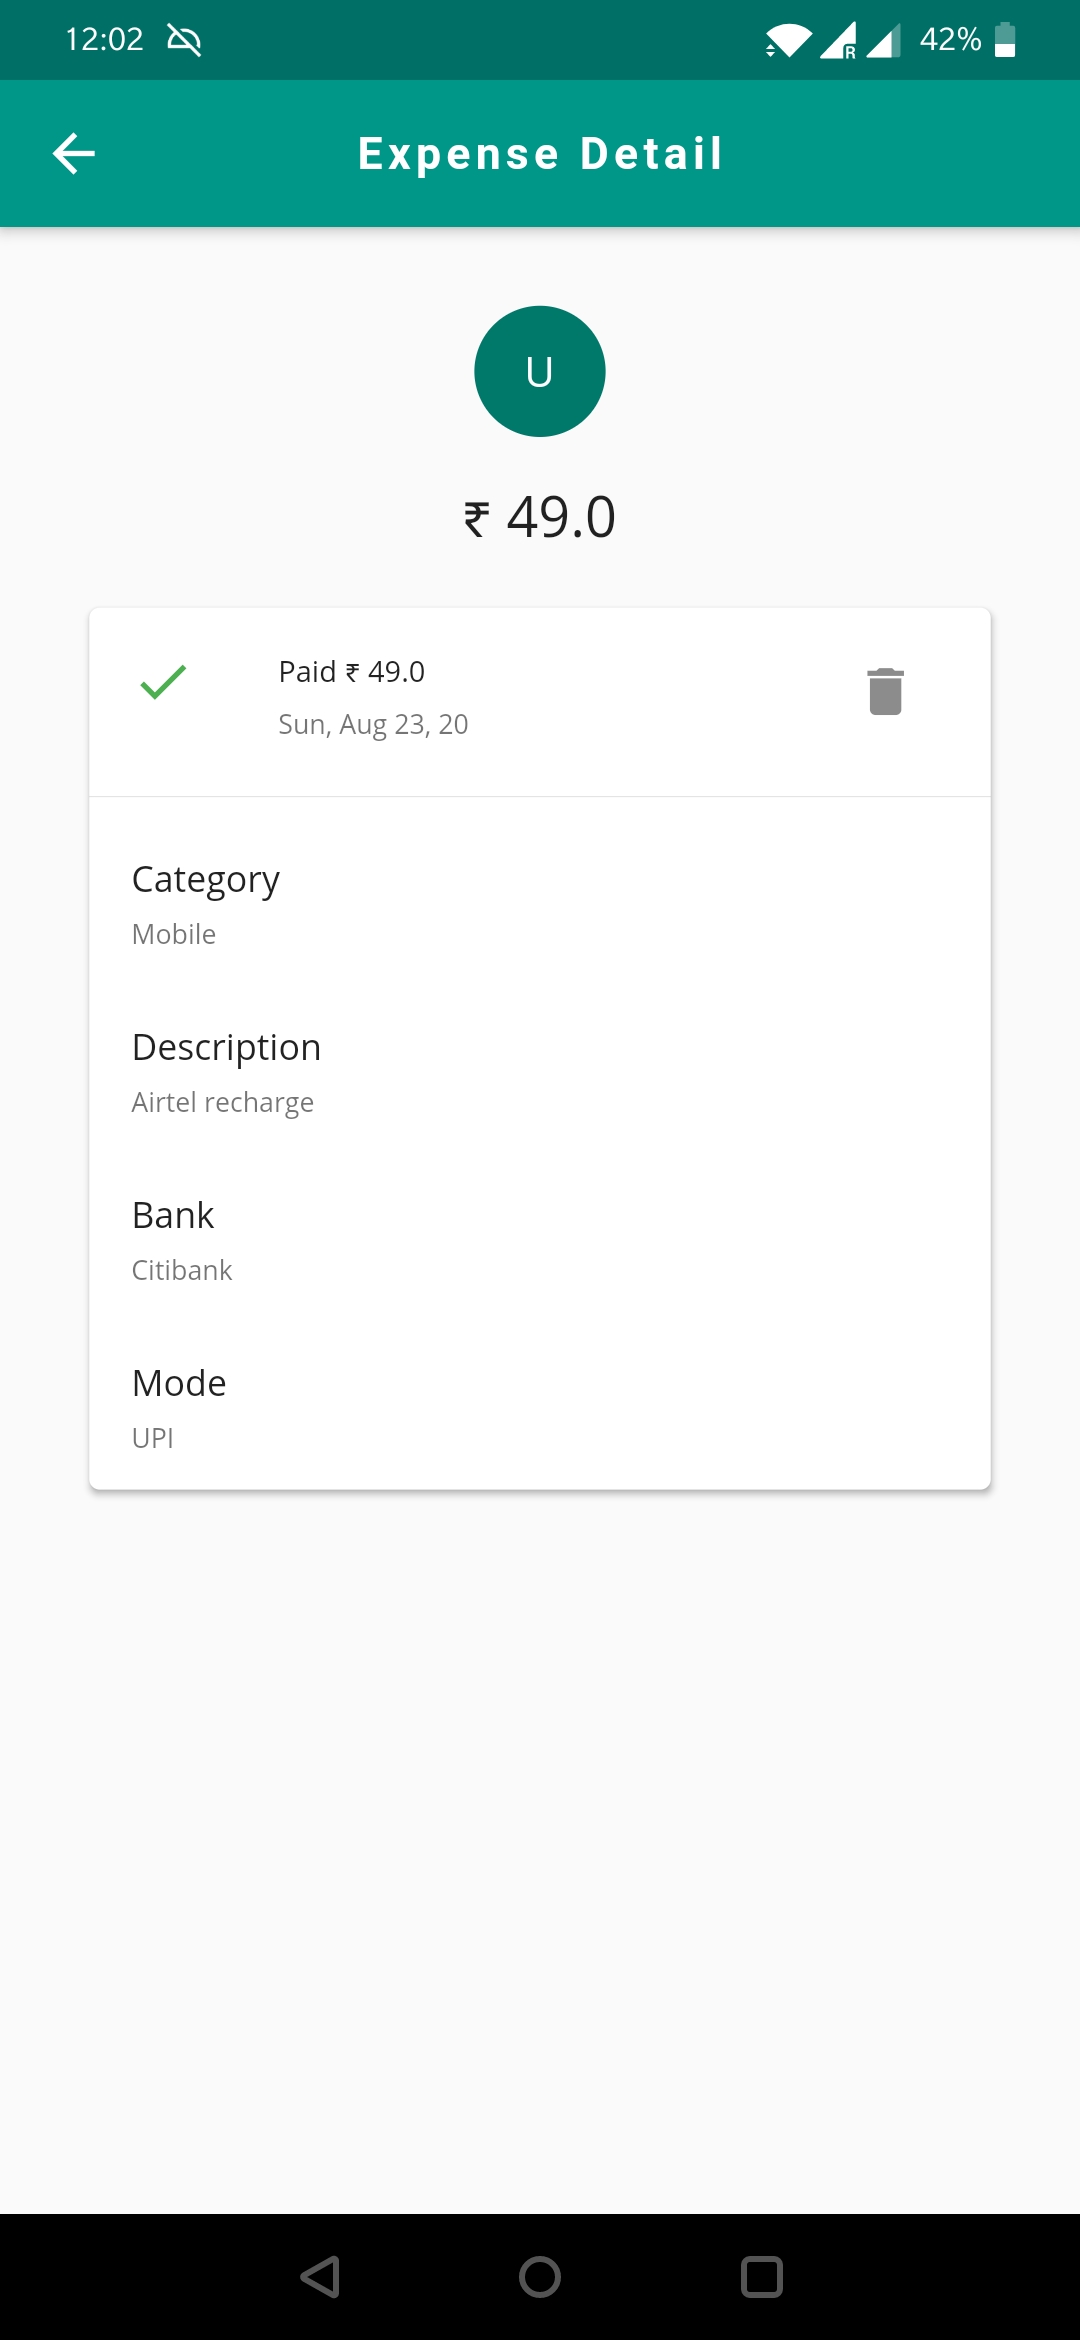 12:02
R
42%
Expense Detail
U
₹ 49.0
Paid ₹ 49.0
Sun, Aug 23, 20
Category
Mobile
Description
Airtel recharge
Bank
Citibank
Mode
UPI